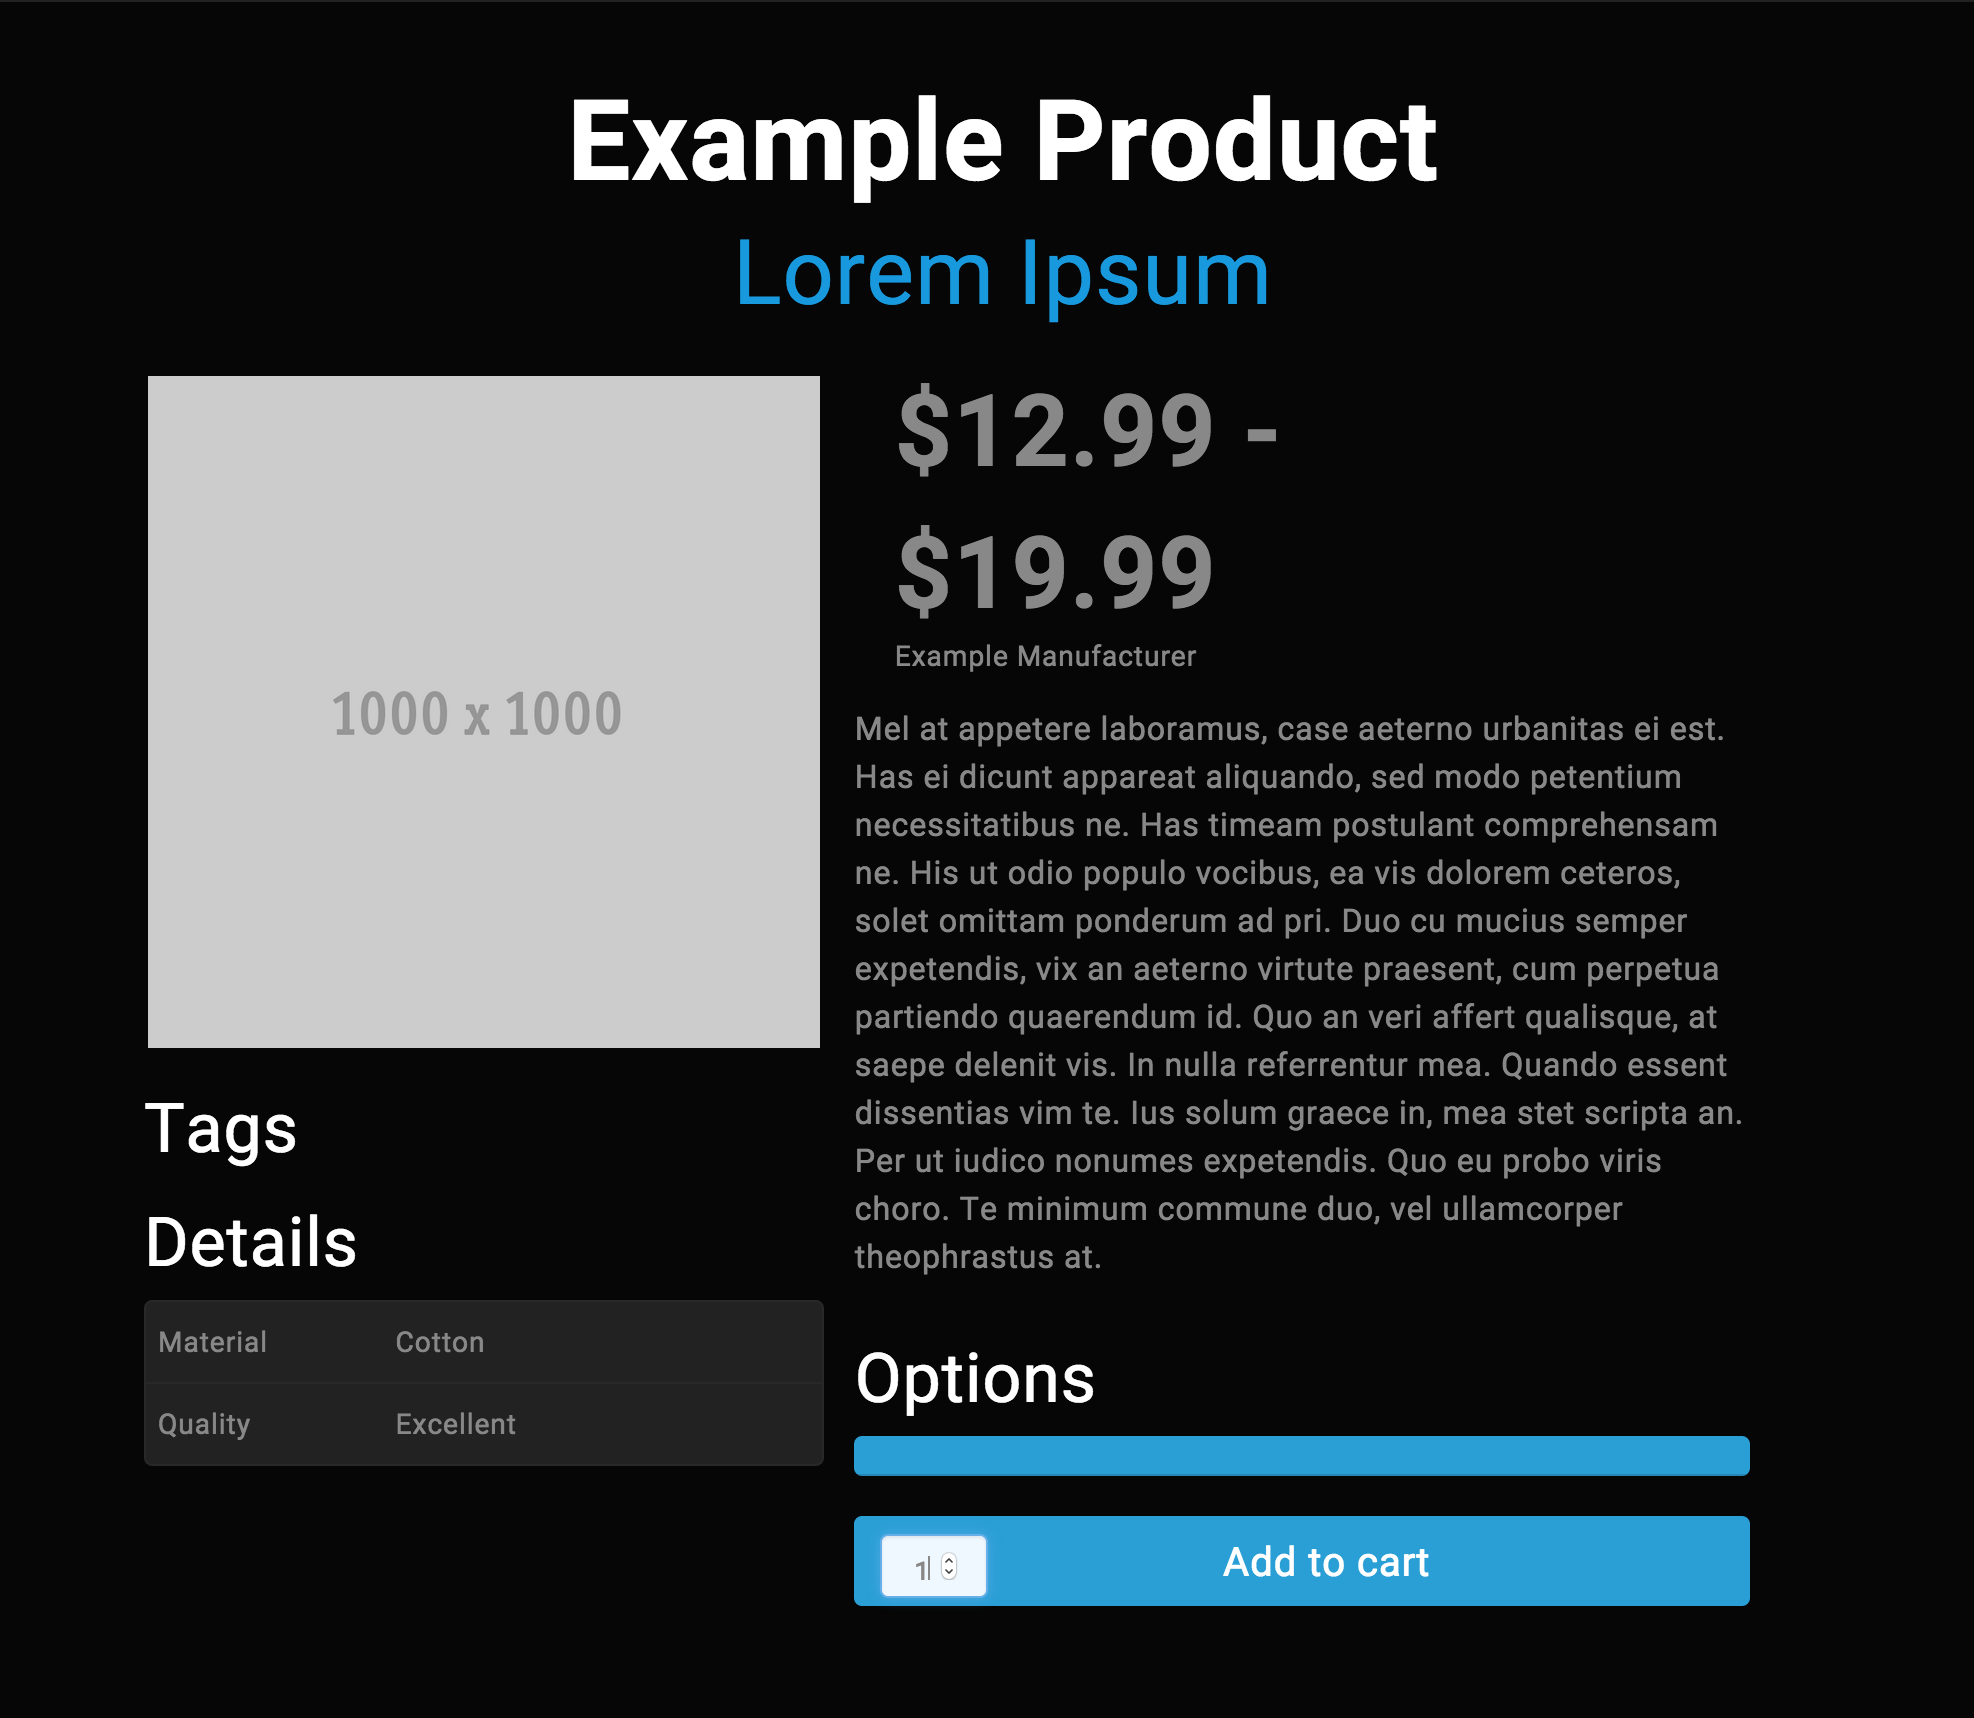 Example Product
Lorem Ipsum
1000 x 1000
$12.99 -
$19.99
Example Manufacturer
Mel at appetere laboramus, case aeterno urbanitas ei est.
Has ei dicunt appareat aliquando, sed modo petentium
necessitatibus ne. Has timeam postulant comprehensam
ne. His ut odio populo vocibus, ea vis dolorem ceteros,
solet omittam ponderum ad pri. Duo cu mucius semper
expetendis, vix an aeterno virtute praesent, cum perpetua
partiendo quaerendum id. Quo an veri affert qualisque, at
saepe delenit vis. In nulla referrentur mea. Quando essent
dissentias vim te. Ius solum graece in, mea stet scripta an.
Per ut iudico nonumes expetendis. Quo eu probo viris
choro. Te minimum commune duo, vel ullamcorper
theophrastus at.
Tags
Details
Material Cotton
Quality Excellent
Options
1 Add to cart